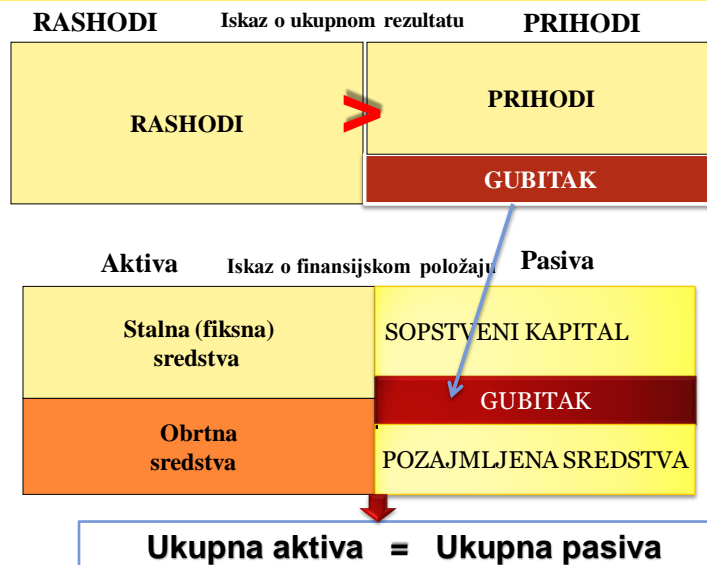 RASHODI Iskaz o ukupnom rezultatu PRIHODI
RASHODI > PRIHODI
GUBITAK
Aktiva Iskaz o finansijskom položaju Pasiva
Stalna (fiksna)
sredstva
SOPSTVENI KAPITAL
GUBITAK
Obrtna
sredstva
POZAJMLJENA SREDSTVA
Ukupna aktiva = Ukupna pasiva